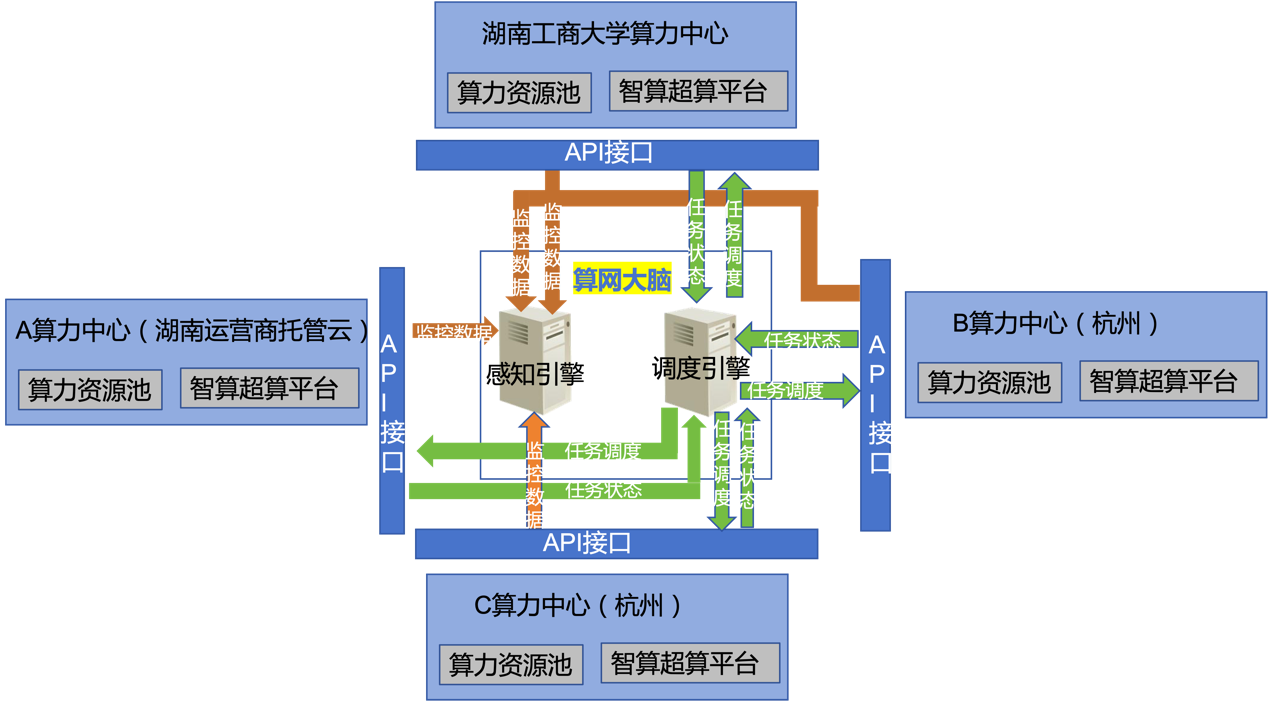 湖南工商大学算力中心
算力资源池
智算超算平台
API接口
监控数据
监控数据
任务状态
任务调度
算网大脑
A算力中心（湖南运营商托管云）
算力资源池
智算超算平台
API接口
监控数据
感知引擎
调度引擎
任务状态
任务调度
API接口
B算力中心（杭州）
算力资源池
智算超算平台
任务调度
任务状态
监控数据
任务调度
任务状态
API接口
C算力中心（杭州）
算力资源池
智算超算平台